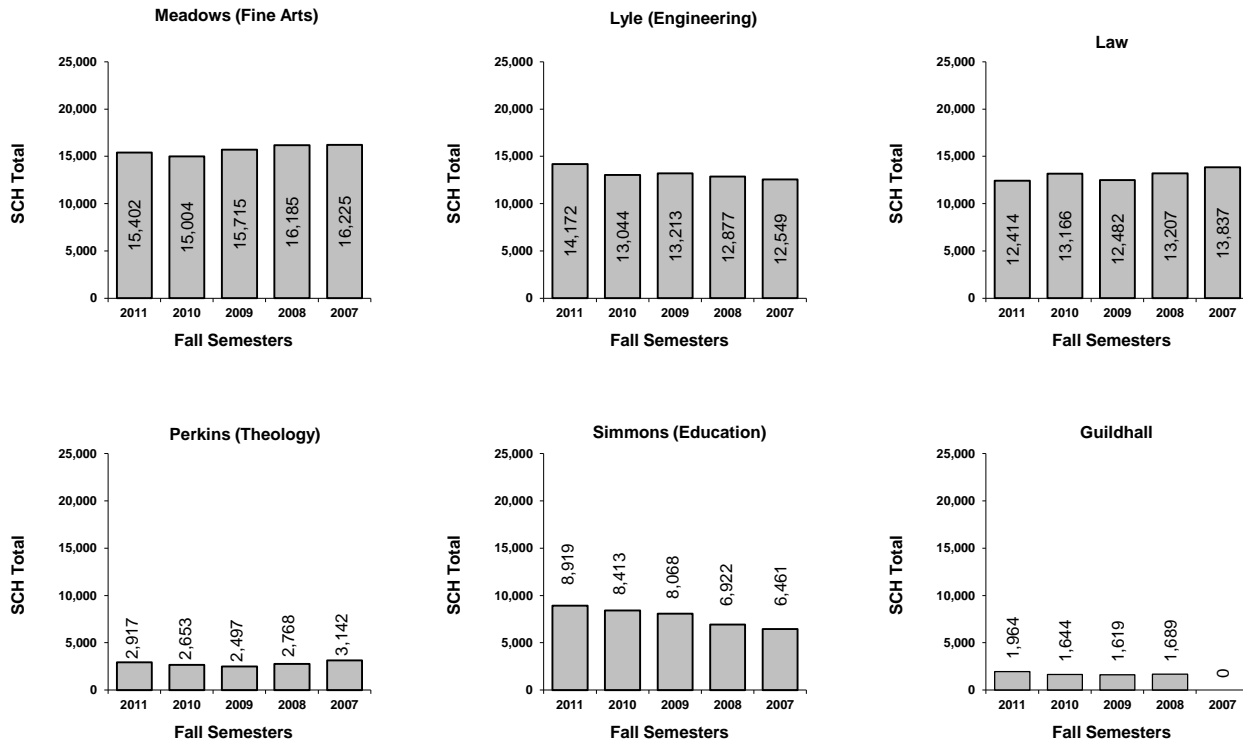 Meadows (Fine Arts)
25,000
20,000
15,000
10,000
5,000
0
SCH Total
15,402
15,004
15,715
16,185
16,225
2011 2010 2009 2008 2007
Fall Semesters
Lyle (Engineering)
25,000
20,000
15,000
10,000
5,000
0
SCH Total
14,172
13,044
13,213
12,877
12,549
2011 2010 2009 2008 2007
Fall Semesters
Law
25,000
20,000
15,000
10,000
5,000
0
SCH Total
12,414
13,166
12,482
13,207
13,837
2011 2010 2009 2008 2007
Fall Semesters
Perkins (Theology)
25,000
20,000
15,000
10,000
5,000
0
SCH Total
2,917
2,653
2,497
2,768
3,142
2011 2010 2009 2008 2007
Fall Semesters
Simmons (Education)
25,000
20,000
15,000
10,000
5,000
0
SCH Total
8,919
8,413
8,068
6,922
6,461
2011 2010 2009 2008 2007
Fall Semesters
Guildhall
25,000
20,000
15,000
10,000
5,000
0
SCH Total
1,964
1,644
1,619
1,689
0
2011 2010 2009 2008 2007
Fall Semesters